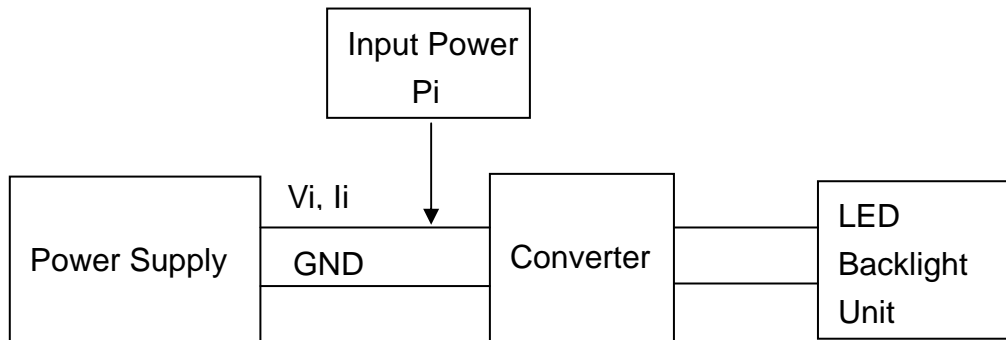 Input Power
Pi
Vi, Ii
Power Supply
GND
Converter
LED
Backlight
Unit